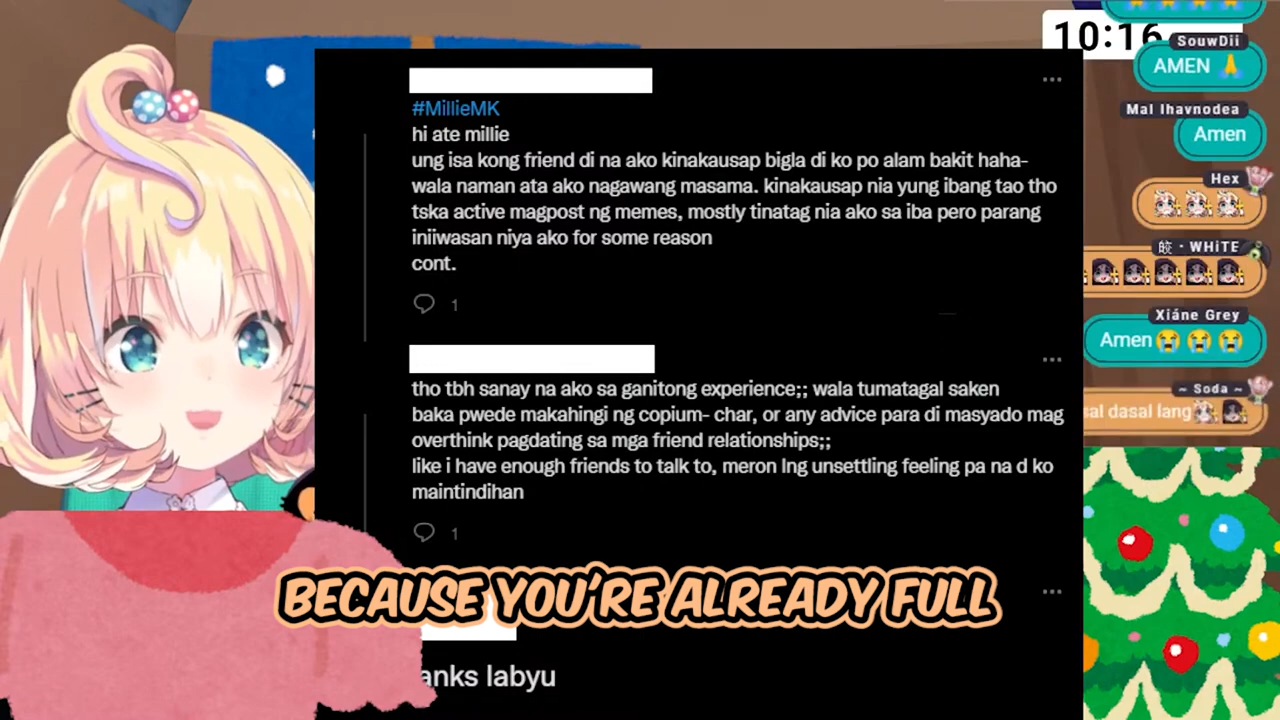 10:16
#MillieMK
hi ate millie
ung isa kong friend di na ako kinakausap bigla di ko po alam bakit haha-
wala naman ata ako nagawang masama. kinakausap nia yung ibang tao tho
tska active magpost ng memes, mostly tinatag nia ako sa iba pero parang
iniiwasan niya ako for some reason
cont.
1
tho tbh sanay na ako sa ganitong experience;; wala tumatagal saken
baka pwede makahingi ng copium- char, or any advice para di masyado mag
overthink pagdating sa mga friend relationships;;
like i have enough friends to talk to, meron lng unsettling feeling pa na d ko
maintindihan
1
BECAUSE YOU'RE ALREADY FULL
anks labyu
SouwDii
AMEN 🙏
Mal Ihavnodea
Amen
Hex
皎 · WHiTE
Xiáne Grey
Amen😭😭😭
~ Soda ~
sal dasal lang